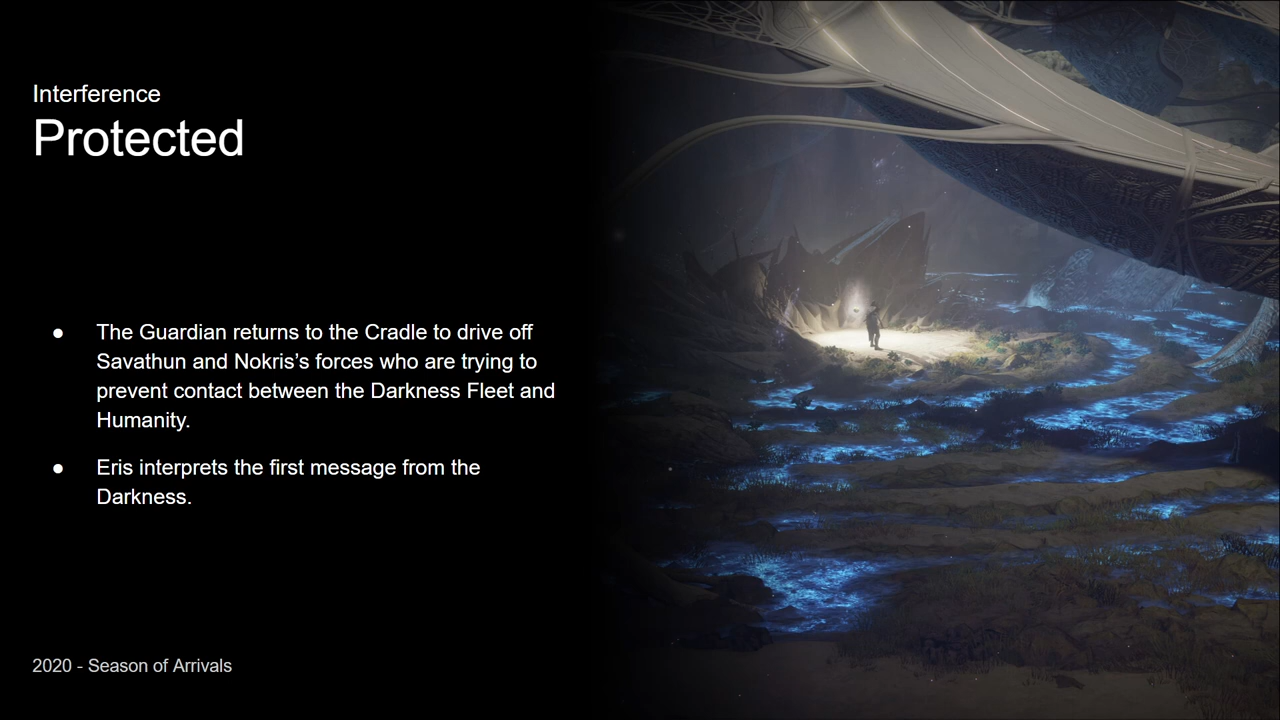 Interference
Protected
● The Guardian returns to the Cradle to drive off
Savathun and Nokris’s forces who are trying to
prevent contact between the Darkness Fleet and
Humanity.
● Eris interprets the first message from the
Darkness.
2020 - Season of Arrivals